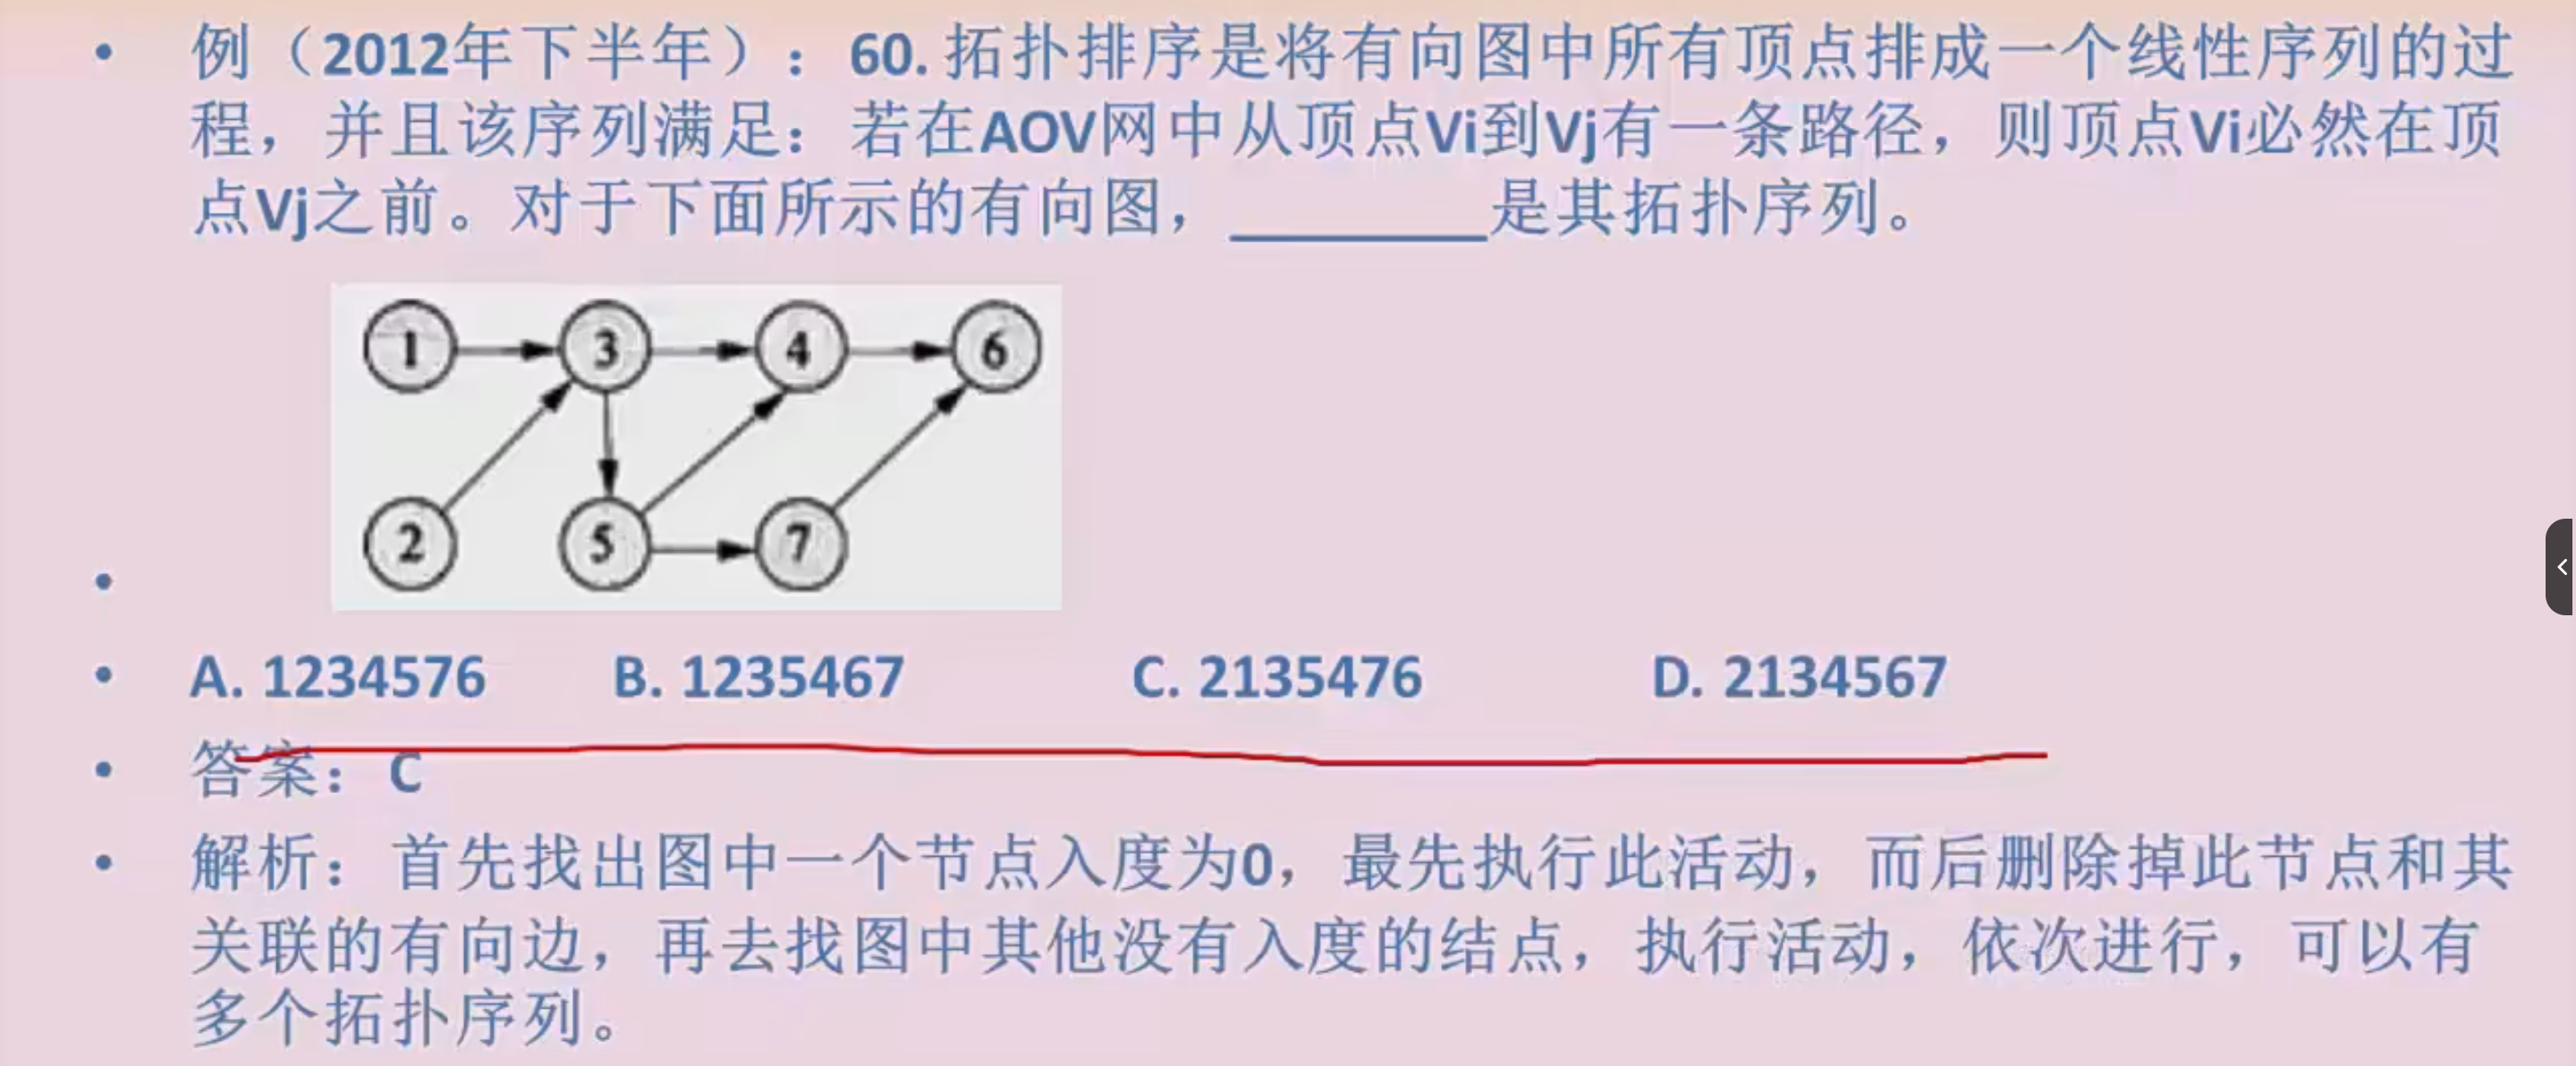 • 例（2012年下半年）：60. 拓扑排序是将有向图中所有顶点排成一个线性序列的过
程，并且该序列满足：若在AOV网中从顶点Vi到Vj有一条路径，则顶点Vi必然在顶
点Vj之前。对于下面所示的有向图，________是其拓扑序列。
1 3 4 6
2 5 7
•
• A. 1234576 B. 1235467 C. 2135476 D. 2134567
• 答案：C
• 解析：首先找出图中一个节点入度为0，最先执行此活动，而后删除掉此节点和其
关联的有向边，再去找图中其他没有入度的结点，执行活动，依次进行，可以有
多个拓扑序列。